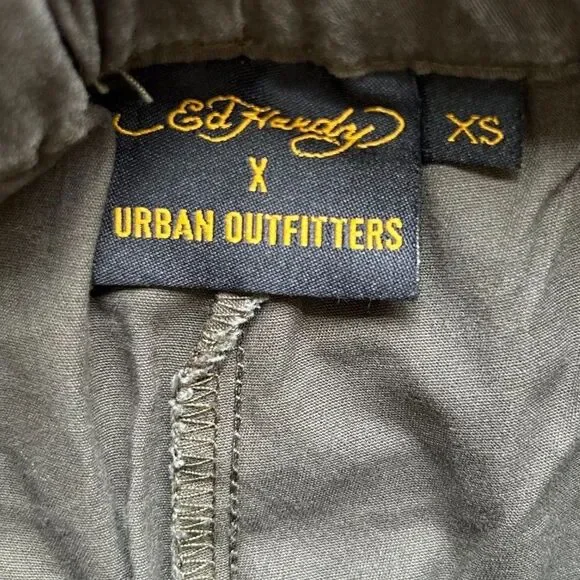 Ed Hardy
X
URBAN OUTFITTERS
XS